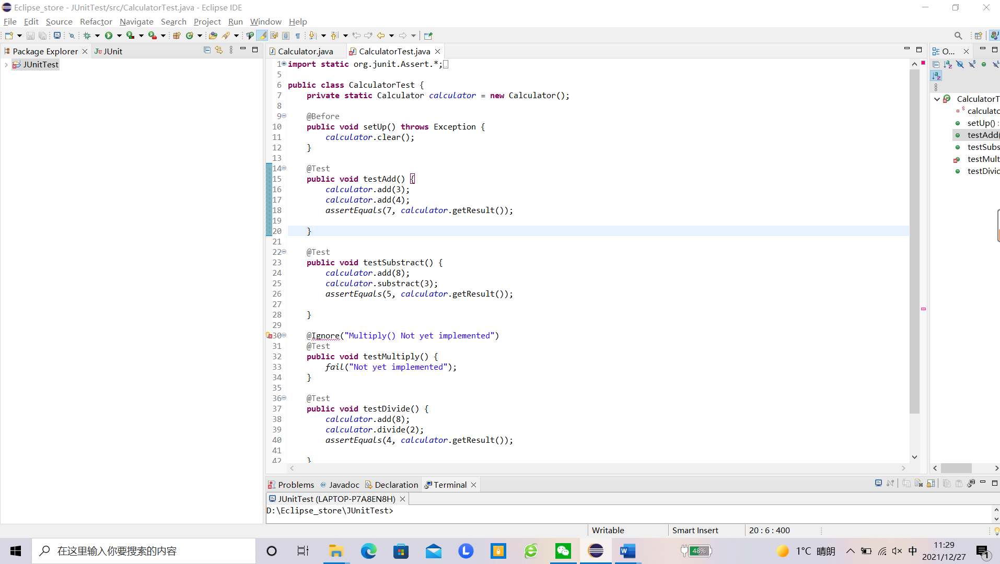 Eclipse_store - JUnitTest/src/CalculatorTest.java - Eclipse IDE
File Edit Source Refactor Navigate Search Project Run Window Help
Package Explorer
JUnit
JUnitTest
Calculator.java
CalculatorTest.java
1 import static org.junit.Assert.*;
5
6 public class CalculatorTest {
7 private static Calculator calculator = new Calculator();
8
9 @Before
10 public void setUp() throws Exception {
11 calculator.clear();
12 }
13
14 @Test
15 public void testAdd() {
16 calculator.add(3);
17 calculator.add(4);
18 assertEquals(7, calculator.getResult());
19
20 }
21
22 @Test
23 public void testSubstract() {
24 calculator.add(8);
25 calculator.substract(3);
26 assertEquals(5, calculator.getResult());
27
28 }
29
30 @Ignore("Multiply() Not yet implemented")
31 @Test
32 public void testMultiply() {
33 fail("Not yet implemented");
34 }
35
36 @Test
37 public void testDivide() {
38 calculator.add(8);
39 calculator.divide(2);
40 assertEquals(4, calculator.getResult());
41
42 }
O...
CalculatorT
calculato
setUp() :
testAdd(
testSubs
testMult
testDivid
Problems
@ Javadoc
Declaration
Terminal
JUnitTest (LAPTOP-P7A8EN8H)
D:\Eclipse_store\JUnitTest>
Writable
Smart Insert
20 : 6 : 400
在这里输入你要搜索的内容
48%
1°C 晴朗
中
11:29
2021/12/27
1